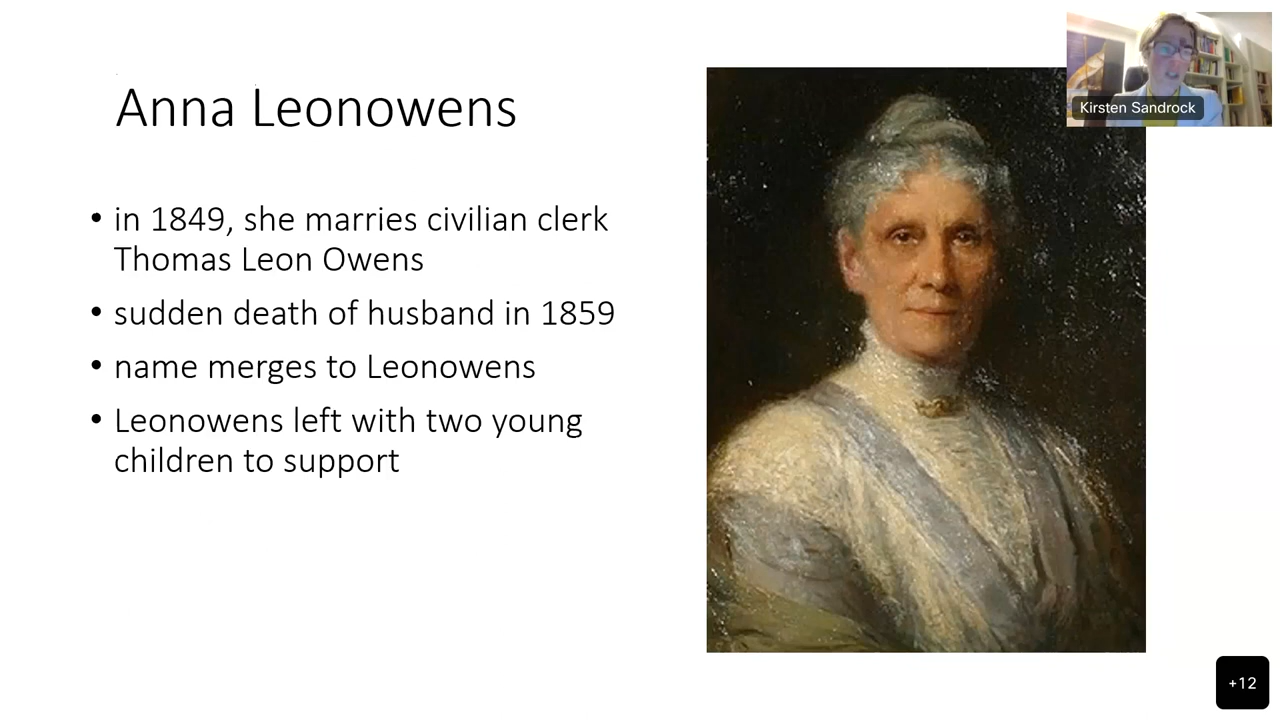 Anna Leonowens
• in 1849, she marries civilian clerk
Thomas Leon Owens
• sudden death of husband in 1859
• name merges to Leonowens
• Leonowens left with two young
children to support
Kirsten Sandrock
+12